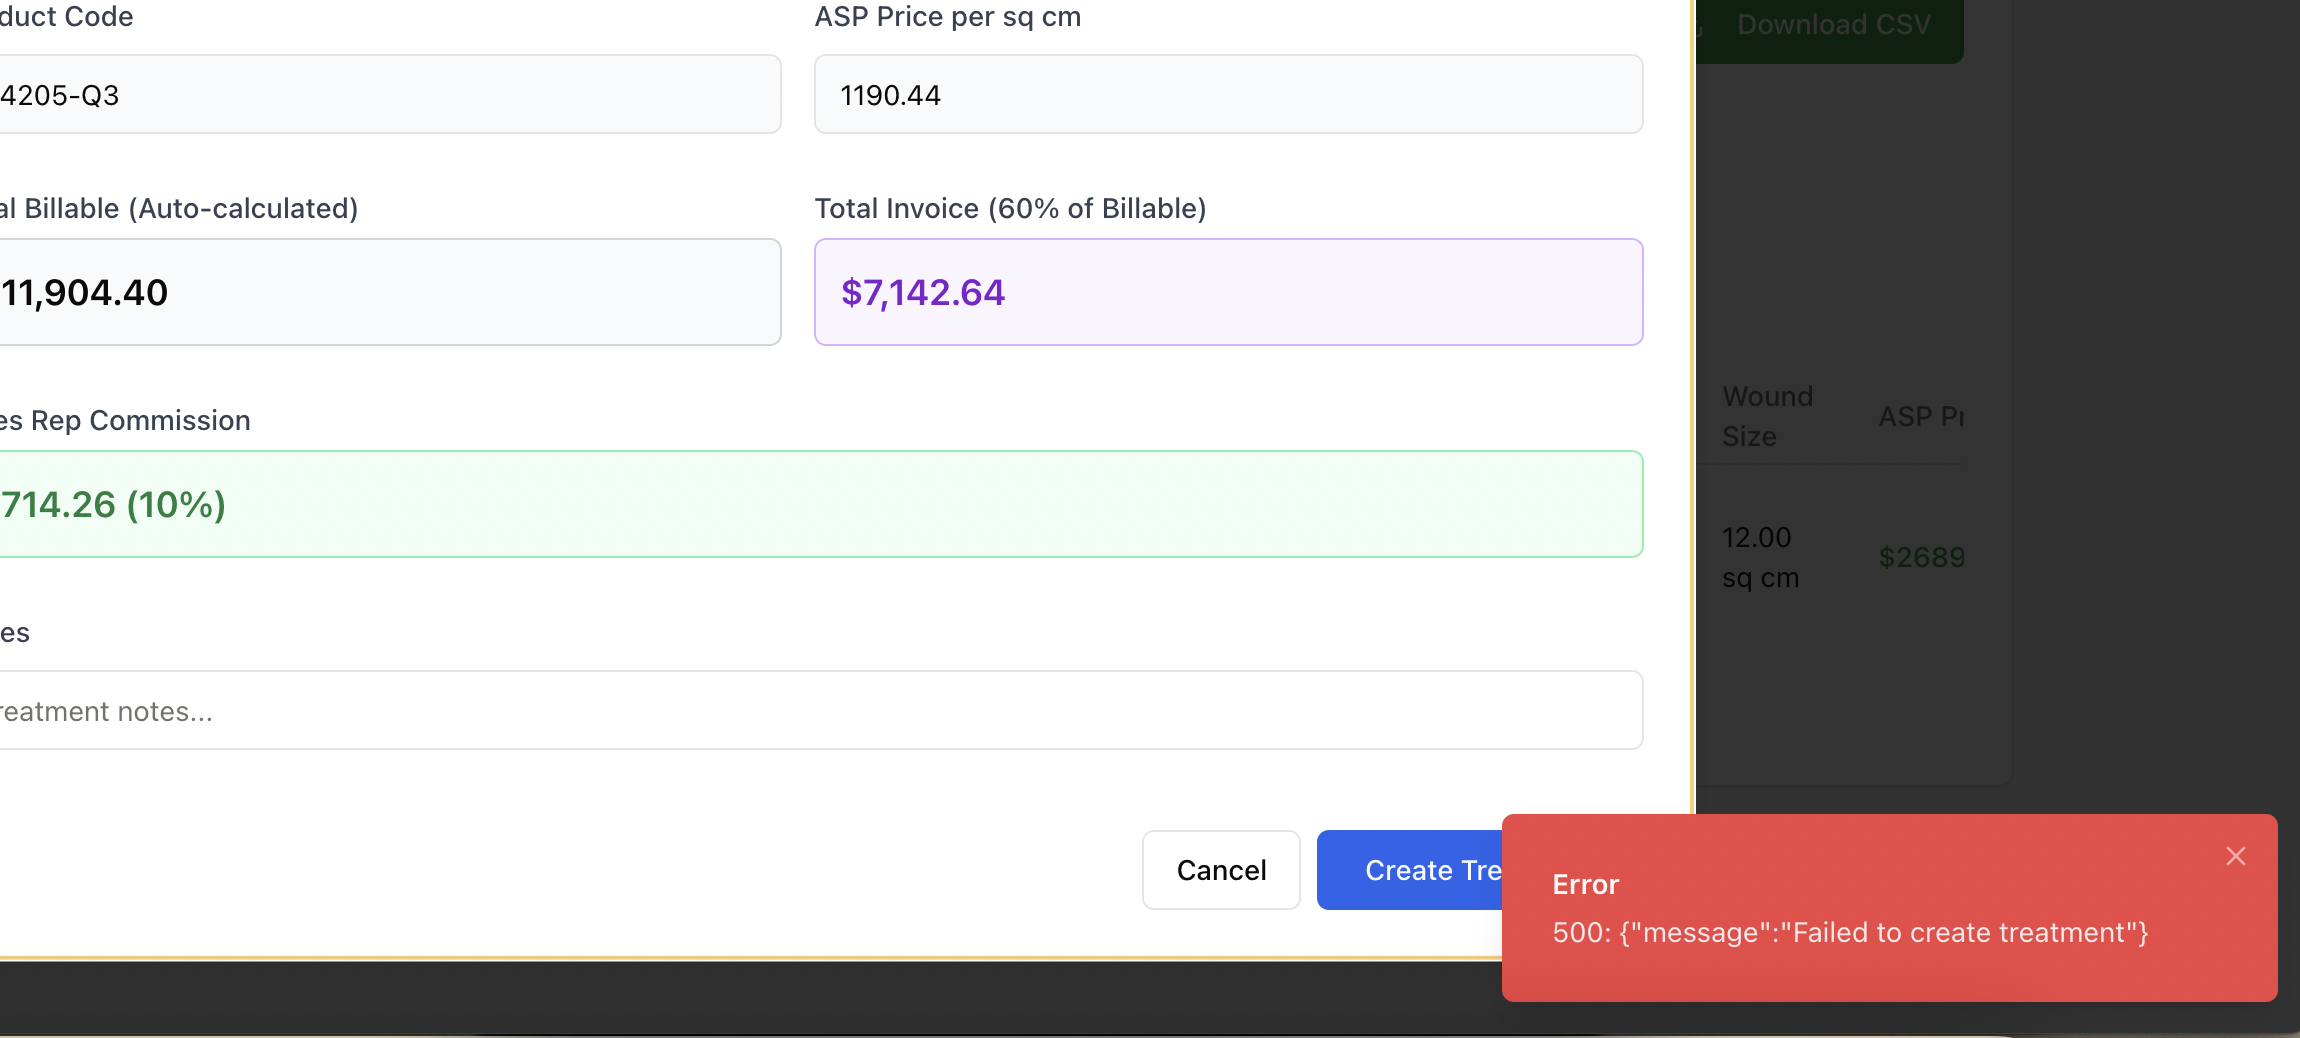 duct Code
ASP Price per sq cm
4205-Q3
1190.44
al Billable (Auto-calculated)
Total Invoice (60% of Billable)
11,904.40
$7,142.64
es Rep Commission
714.26 (10%)
es
reatment notes...
Cancel
Create Tre
Download CSV
Wound
Size
ASP Pr
12.00
sq cm
$2689
Error
500: {"message":"Failed to create treatment"}